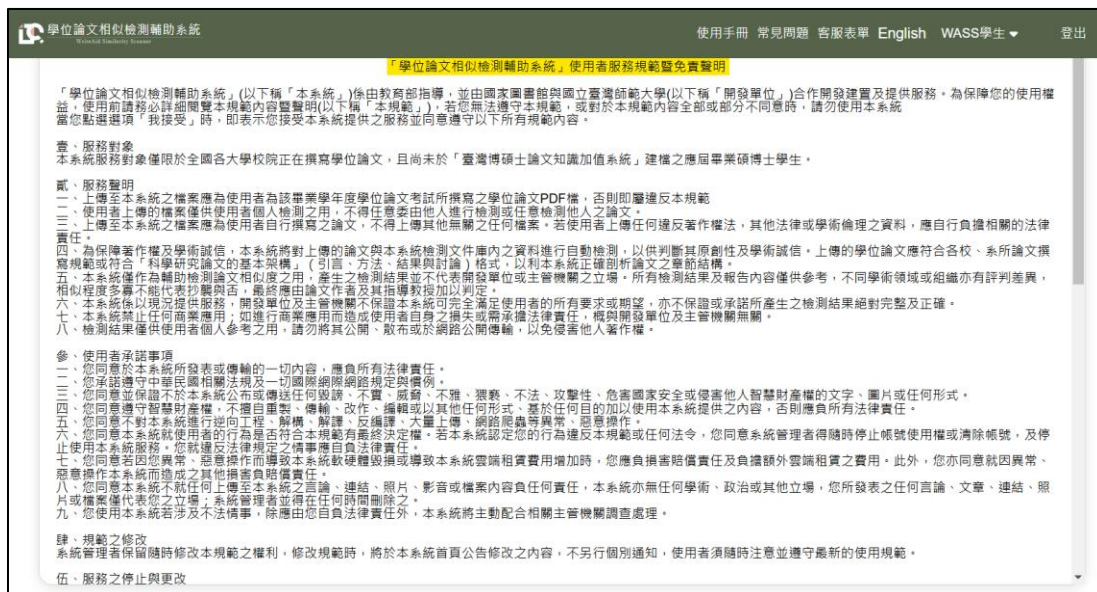 學位論文相似檢測輔助系統
使用手冊 常見問題 客服表單 English WASS學生 登出
「學位論文相似檢測輔助系統」使用者服務規範暨免責聲明
「學位論文相似檢測輔助系統」(以下稱「本系統」)係由教育部指導，並由國家圖書館與國立臺灣師範大學(以下稱「開發單位」)合作開發建置及提供服務。為保障您的使用權
益，使用前請務必詳細閱覽本規範內容暨聲明(以下稱「本規範」)，若您無法遵守本規範，或對於本規範內容全部或部分不同意時，請勿使用本系統
當您點選選項「我接受」時，即表示您接受本系統提供之服務並同意遵守以下所有規範內容。
壹、服務對象
本系統服務對象僅限於全國各大學校院正在撰寫學位論文，且尚未於「臺灣博碩士論文知識加值系統」建檔之應屆畢業碩博士學生。
貳、服務聲明
一、上傳至本系統之檔案應為使用者為該畢業學年度學位論文考試所撰寫之學位論文PDF檔，否則即屬違反本規範
二、使用者上傳的檔案僅供使用者個人檢測之用，不得任意委由他人進行檢測或任意檢測他人之論文。
三、上傳至本系統之檔案應為使用者自行撰寫之論文，不得上傳其他無關之任何檔案。若使用者上傳任何違反著作權法，其他法律或學術倫理之資料，應自行負擔相關的法律
責任。
四、為保障著作權及學術誠信，本系統將對上傳的論文與本系統檢測文件庫內之資料進行自動檢測，以供判斷其原創性及學術誠信。上傳的學位論文應符合各校、系所論文撰
寫規範或符合「科學研究論文的基本架構」（引言、方法、結果與討論）格式，以利本系統正確剖析論文之章節結構。
五、本系統僅作為輔助檢驗論文相似度之用，產生之檢測結果並不代表開發單位或主管機關之立場。所有檢測結果及報告內容僅供參考，不同學術領域或組織亦有評判差異，
相似程度多寡不能代表抄襲與否，最終應由論文作者及其指導教授加以判定。
六、本系統係以現況提供服務，開發單位及主管機關不保證本系統可完全滿足使用者的所有要求或期望，亦不保證或承諾所產生之檢測結果絕對完整及正確。
七、本系統禁止任何商業應用；如進行商業應用而造成使用者自身之損失或需承擔法律責任，概與開發單位及主管機關無關。
八、檢測結果僅供使用者個人參考之用，請勿將其公開、散布或於網路公開傳輸，以免侵害他人著作權。
參、使用者承諾事項
一、您同意於本系統所發表或傳輸的一切內容，應負所有法律責任。
二、您承諾遵守中華民國相關法規及一切國際網際網路規定與慣例。
三、您同意並保證不於本系統公布或傳送任何毀謗、不實、威脅、不雅、猥褻、不法、攻擊性、危害國家安全或侵害他人智慧財產權的文字、圖片或任何形式。
四、您同意遵守智慧財產權，不擅自重製、傳輸、改作、編輯或以其他任何形式、基於任何目的加以使用本系統提供之內容，否則應負所有法律責任。
五、您同意不對本系統進行逆向工程、解構、解譯、反編譯、大量上傳、網路爬蟲等異常、惡意操作。
六、您同意本系統就使用者的行為是否符合本規範有最終決定權。若本系統認定您的行為違反本規範或任何法令，您同意系統管理者得隨時停止帳號使用權或清除帳號，及停
止使用本系統服務。您就違反法律規定之情事應自負法律責任。
七、您同意若因您異常、惡意操作而導致本系統軟硬體毀損或導致本系統雲端租賃費用增加時，您應負損害賠償責任及負擔額外雲端租賃之費用。此外，您亦同意就因異常、
惡意操作本系統而造成之其他損害負賠償責任。
八、您同意本系統不就任何上傳至本系統之言論、連結、照片、影音或檔案內容負任何責任，本系統亦無任何學術、政治或其他立場，您所發表之任何言論、文章、連結、照
片或檔案僅代表您之立場；系統管理者並得在任何時間刪除之。
九、您使用本系統若涉及不法情事，除應由您自負法律責任外，本系統將主動配合相關主管機關調查處理。
肆、規範之修改
系統管理者保留隨時修改本規範之權利，修改規範時，將於本系統首頁公告修改之內容，不另行個別通知，使用者須隨時注意並遵守最新的使用規範。
伍、服務之停止與更改